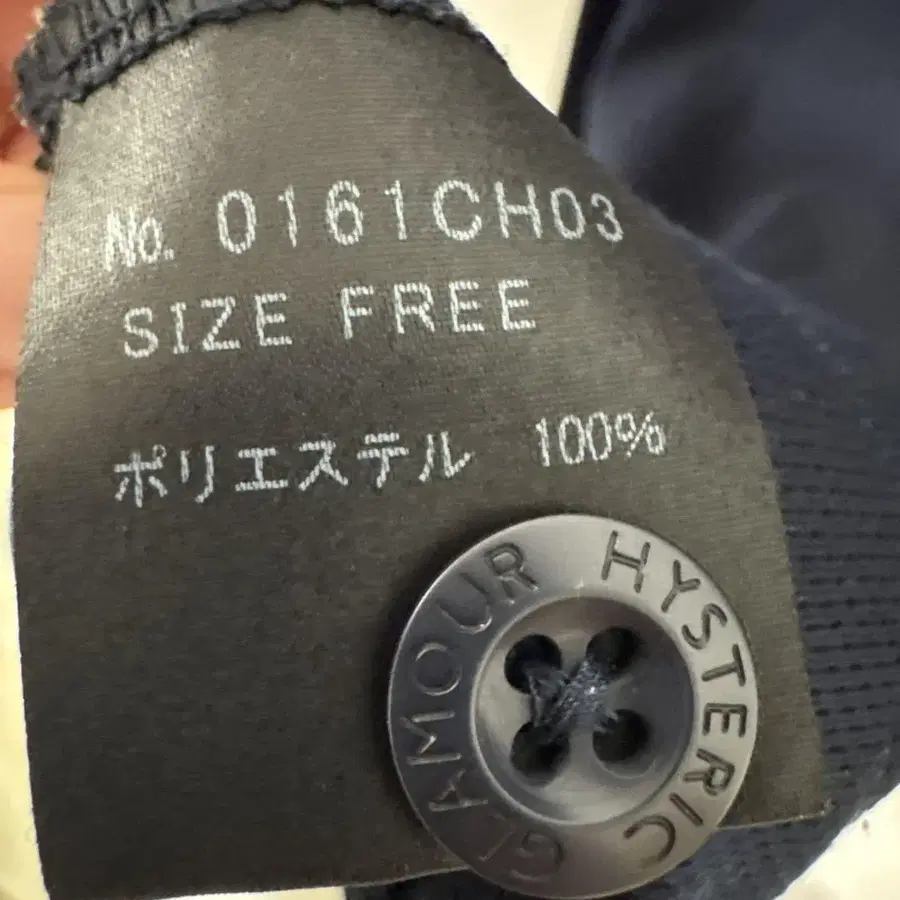 No. 0161CH03
SIZE FREE
ポリエステル 100%
HYSTERIC GLAMOUR